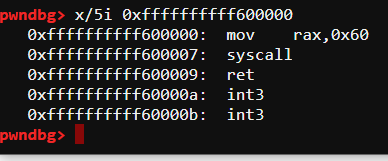 pwndbg> x/5i 0xffffffffff600000
0xffffffffff600000: mov rax,0x60
0xffffffffff600007: syscall
0xffffffffff600009: ret
0xffffffffff60000a: int3
0xffffffffff60000b: int3
pwndbg>